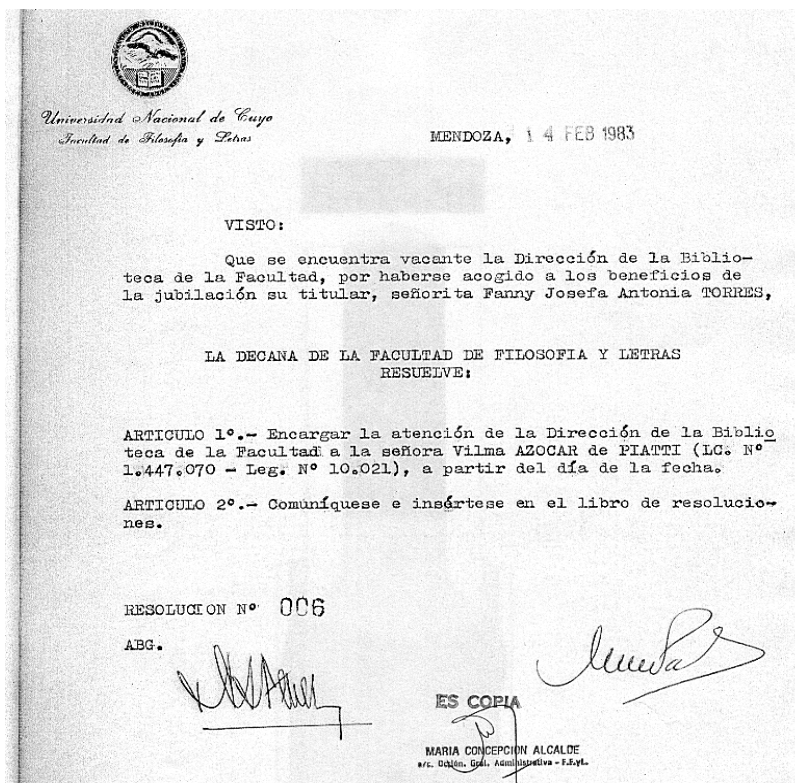 Universidad Nacional de Cuyo
Facultad de Filosofía y Letras
MENDOZA, 14 FEB 1983
VISTO:
Que se encuentra vacante la Dirección de la Biblio-
teca de la Facultad, por haberse acogido a los beneficios de
la jubilación su titular, señorita Fanny Josefa Antonia TORRES,
LA DECANA DE LA FACULTAD DE FILOSOFIA Y LETRAS
RESUELVE:
ARTICULO 1º.- Encargar la atención de la Dirección de la Biblio
teca de la Facultad a la señora Vilma AZOCAR de PIATTI (LC. Nº
1.447.070 - Leg. Nº 10.021), a partir del día de la fecha.
ARTICULO 2º.- Comuníquese e insértese en el libro de resolucio-
nes.
RESOLUCION Nº 006
ABG.
ES COPIA
MARIA CONCEPCION ALCALDE
a/c. Gral. Administrativa - F.F.yL.